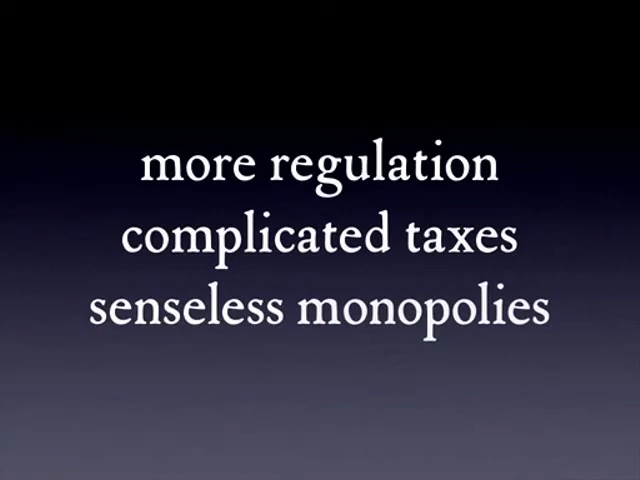 more regulation
complicated taxes
senseless monopolies